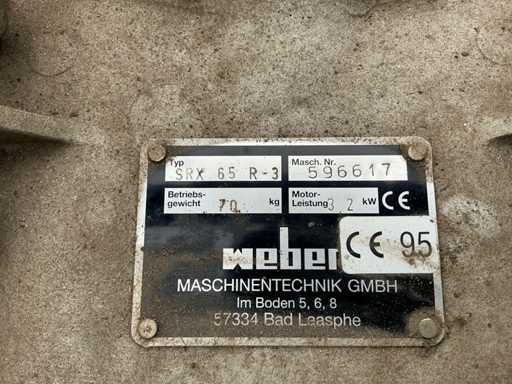 Typ SRX 65 R-3 Masch. Nr. 596617
Betriebs-gewicht 70 kg Motor-Leistung 3 2 kW CE
weber CE 95
MASCHINENTECHNIK GMBH
Im Boden 5, 6, 8
57334 Bad Laasphe